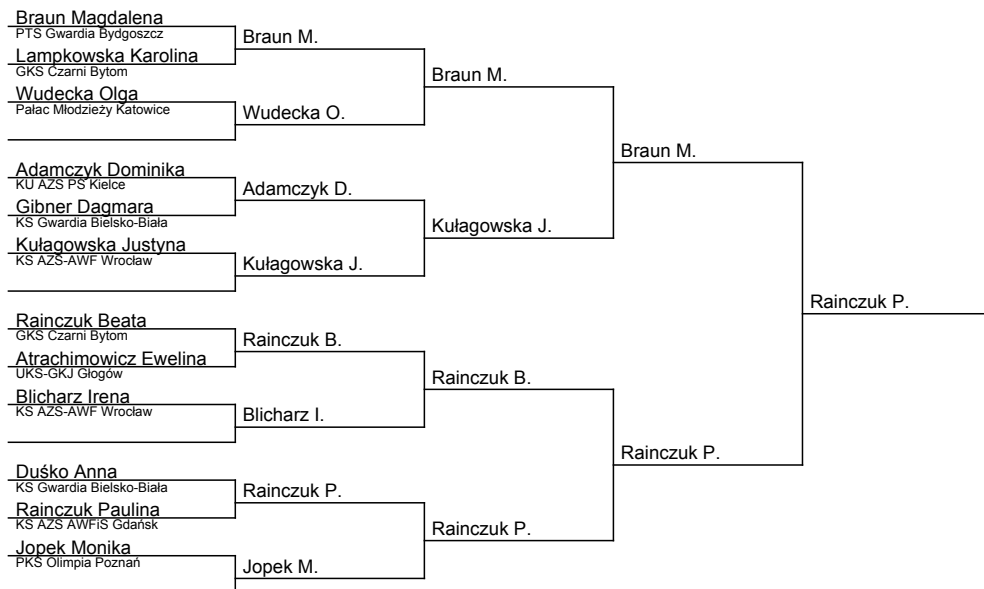 Braun Magdalena
PTS Gwardia Bydgoszcz
Braun M.
Lampkowska Karolina
GKS Czarni Bytom
Braun M.
Wudecka Olga
Pałac Młodzieży Katowice
Wudecka O.
Braun M.
Adamczyk Dominika
KU AZS PŚ Kielce
Adamczyk D.
Gibner Dagmara
KS Gwardia Bielsko-Biała
Kułagowska J.
Kułagowska Justyna
KS AZS-AWF Wrocław
Kułagowska J.
Rainczuk P.
Rainczuk Beata
GKS Czarni Bytom
Rainczuk B.
Atrachimowicz Ewelina
UKS-GKJ Głogów
Rainczuk B.
Blicharz Irena
KS AZS-AWF Wrocław
Blicharz I.
Rainczuk P.
Duśko Anna
KS Gwardia Bielsko-Biała
Rainczuk P.
Rainczuk Paulina
KS AZS AWFiS Gdańsk
Rainczuk P.
Jopek Monika
PKS Olimpia Poznań
Jopek M.